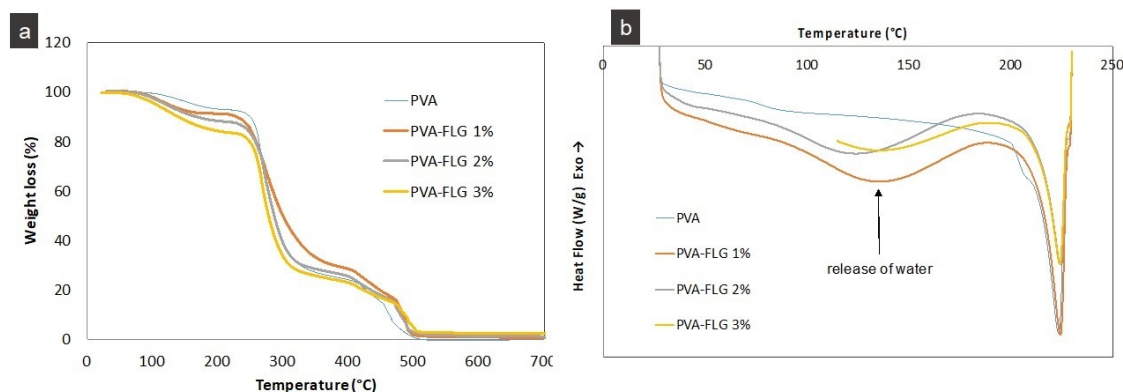 a
120
100
80
60
40
20
0
Weight loss (%)
0 100 200 300 400 500 600 700
Temperature (°C)
PVA
PVA-FLG 1%
PVA-FLG 2%
PVA-FLG 3%
b
Temperature (°C)
0 50 100 150 200 250
Heat Flow (W/g) Exo →
PVA
PVA-FLG 1%
PVA-FLG 2%
PVA-FLG 3%
release of water